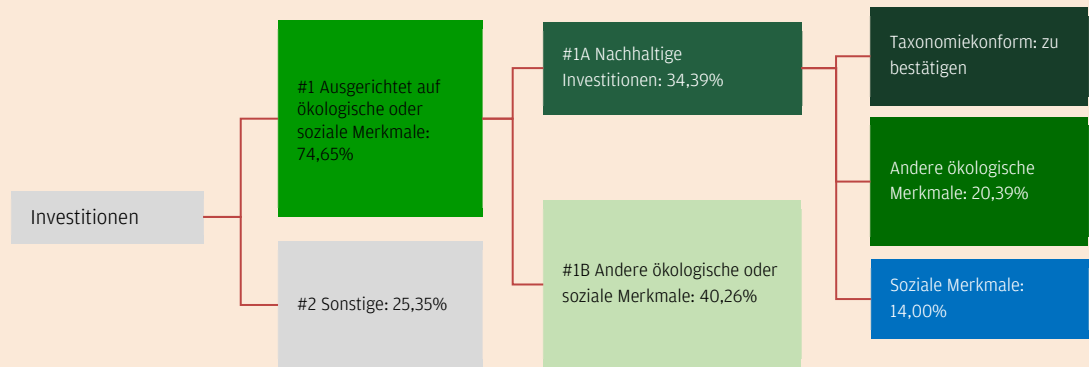 Investitionen
#1 Ausgerichtet auf
ökologische oder
soziale Merkmale:
74,65%
#2 Sonstige: 25,35%
#1A Nachhaltige
Investitionen: 34,39%
#1B Andere ökologische oder
soziale Merkmale: 40,26%
Taxonomiekonform: zu
bestätigen
Andere ökologische
Merkmale: 20,39%
Soziale Merkmale:
14,00%